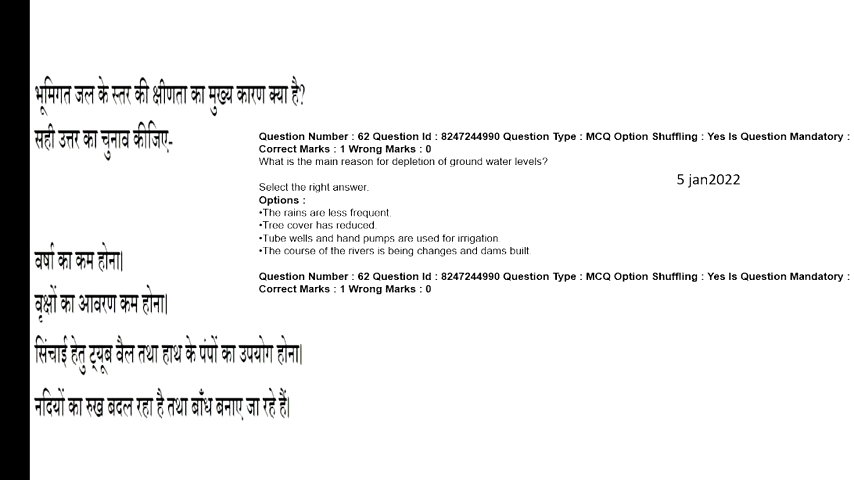 भूमिगत जल के स्तर की क्षीणता का मुख्य कारण क्या है?
सही उत्तर का चुनाव कीजिए-
Question Number : 62 Question Id : 8247244990 Question Type : MCQ Option Shuffling : Yes Is Question Mandatory :
Correct Marks : 1 Wrong Marks : 0
What is the main reason for depletion of ground water levels?
5 jan2022
Select the right answer.
Options :
•The rains are less frequent.
•Tree cover has reduced.
•Tube wells and hand pumps are used for irrigation.
•The course of the rivers is being changes and dams built.
वर्षा का कम होना|
Question Number : 62 Question Id : 8247244990 Question Type : MCQ Option Shuffling : Yes Is Question Mandatory :
Correct Marks : 1 Wrong Marks : 0
वृक्षों का आवरण कम होना|
सिंचाई हेतु ट्यूब वैल तथा हाथ के पंपों का उपयोग होना|
नदियों का रुख बदल रहा है तथा बाँध बनाए जा रहे हैं|